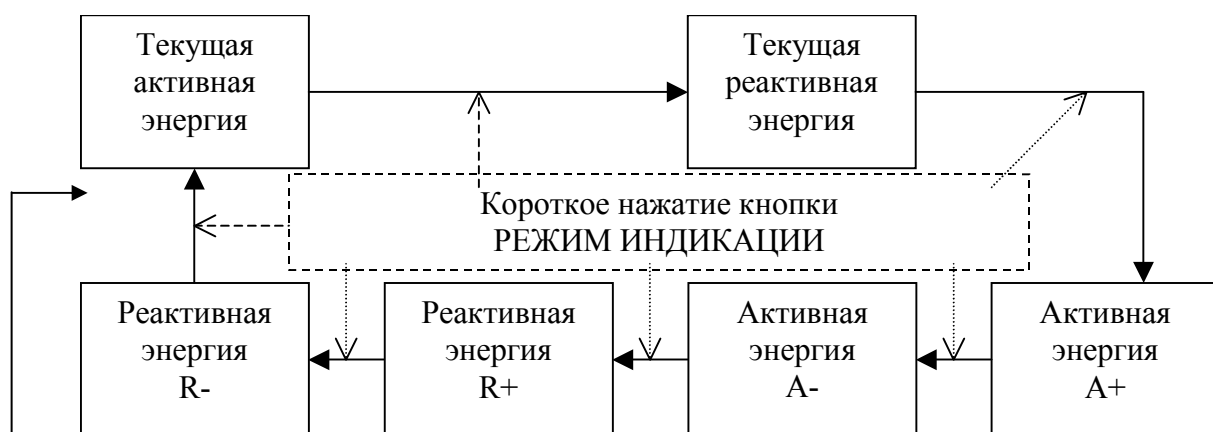 Текущая
активная
энергия
Текущая
реактивная
энергия
Короткое нажатие кнопки
РЕЖИМ ИНДИКАЦИИ
Реактивная
энергия
R-
Реактивная
энергия
R+
Активная
энергия
A-
Активная
энергия
A+